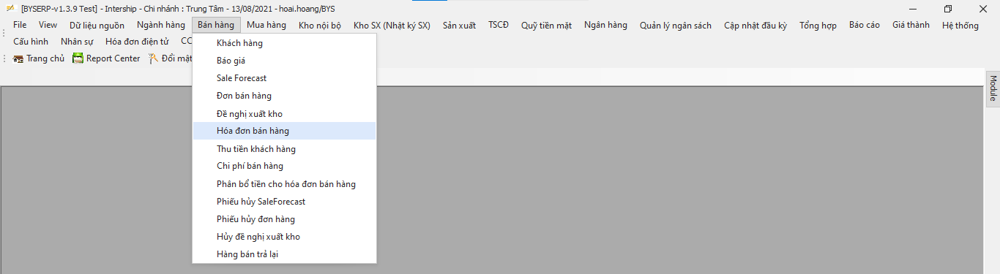 [BYSERP-v1.3.9 Test] - Intership - Chi nhánh : Trung Tâm - 13/08/2021 - hoai.hoang/BYS
File View Dữ liệu nguồn Ngành hàng Bán hàng Mua hàng Kho nội bộ Kho SX (Nhật ký SX) Sản xuất TSCĐ Quỹ tiền mặt Ngân hàng Quản lý ngân sách Cập nhật đầu kỳ Tổng hợp Báo cáo Giá thành Hệ thống
Cấu hình Nhân sự Hóa đơn điện tử
Trang chủ Report Center Đổi mật
Khách hàng
Báo giá
Sale Forecast
Đơn bán hàng
Đề nghị xuất kho
Hóa đơn bán hàng
Thu tiền khách hàng
Chi phí bán hàng
Phân bổ tiền cho hóa đơn bán hàng
Phiếu hủy SaleForecast
Phiếu hủy đơn hàng
Hủy đề nghị xuất kho
Hàng bán trả lại
Module